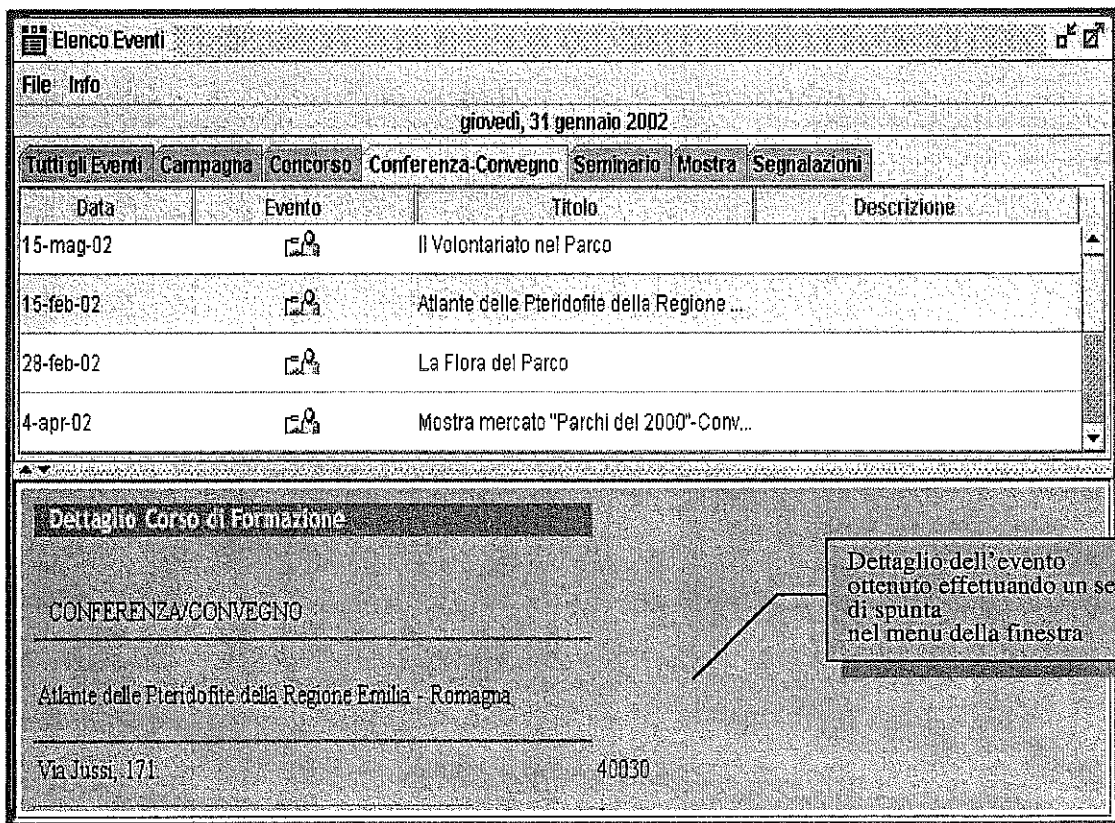 Elenco Eventi
File Info
giovedì, 31 gennaio 2002
Tutti gli Eventi Campagna Concorso Conferenza-Convegno Seminario Mostra Segnalazioni
Data Evento Titolo Descrizione
15-mag-02 Il Volontariato nel Parco
15-feb-02 Atlante delle Pteridofite della Regione ...
28-feb-02 La Flora del Parco
4-apr-02 Mostra mercato "Parchi del 2000"-Conv...
Dettaglio Corso di Formazione
Dettaglio dell'evento
ottenuto effettuando un se
di spunta
nel menu della finestra
CONFERENZA/CONVEGNO
Atlante delle Pteridofite della Regione Emilia - Romagna
Via Jussi, 171 40030